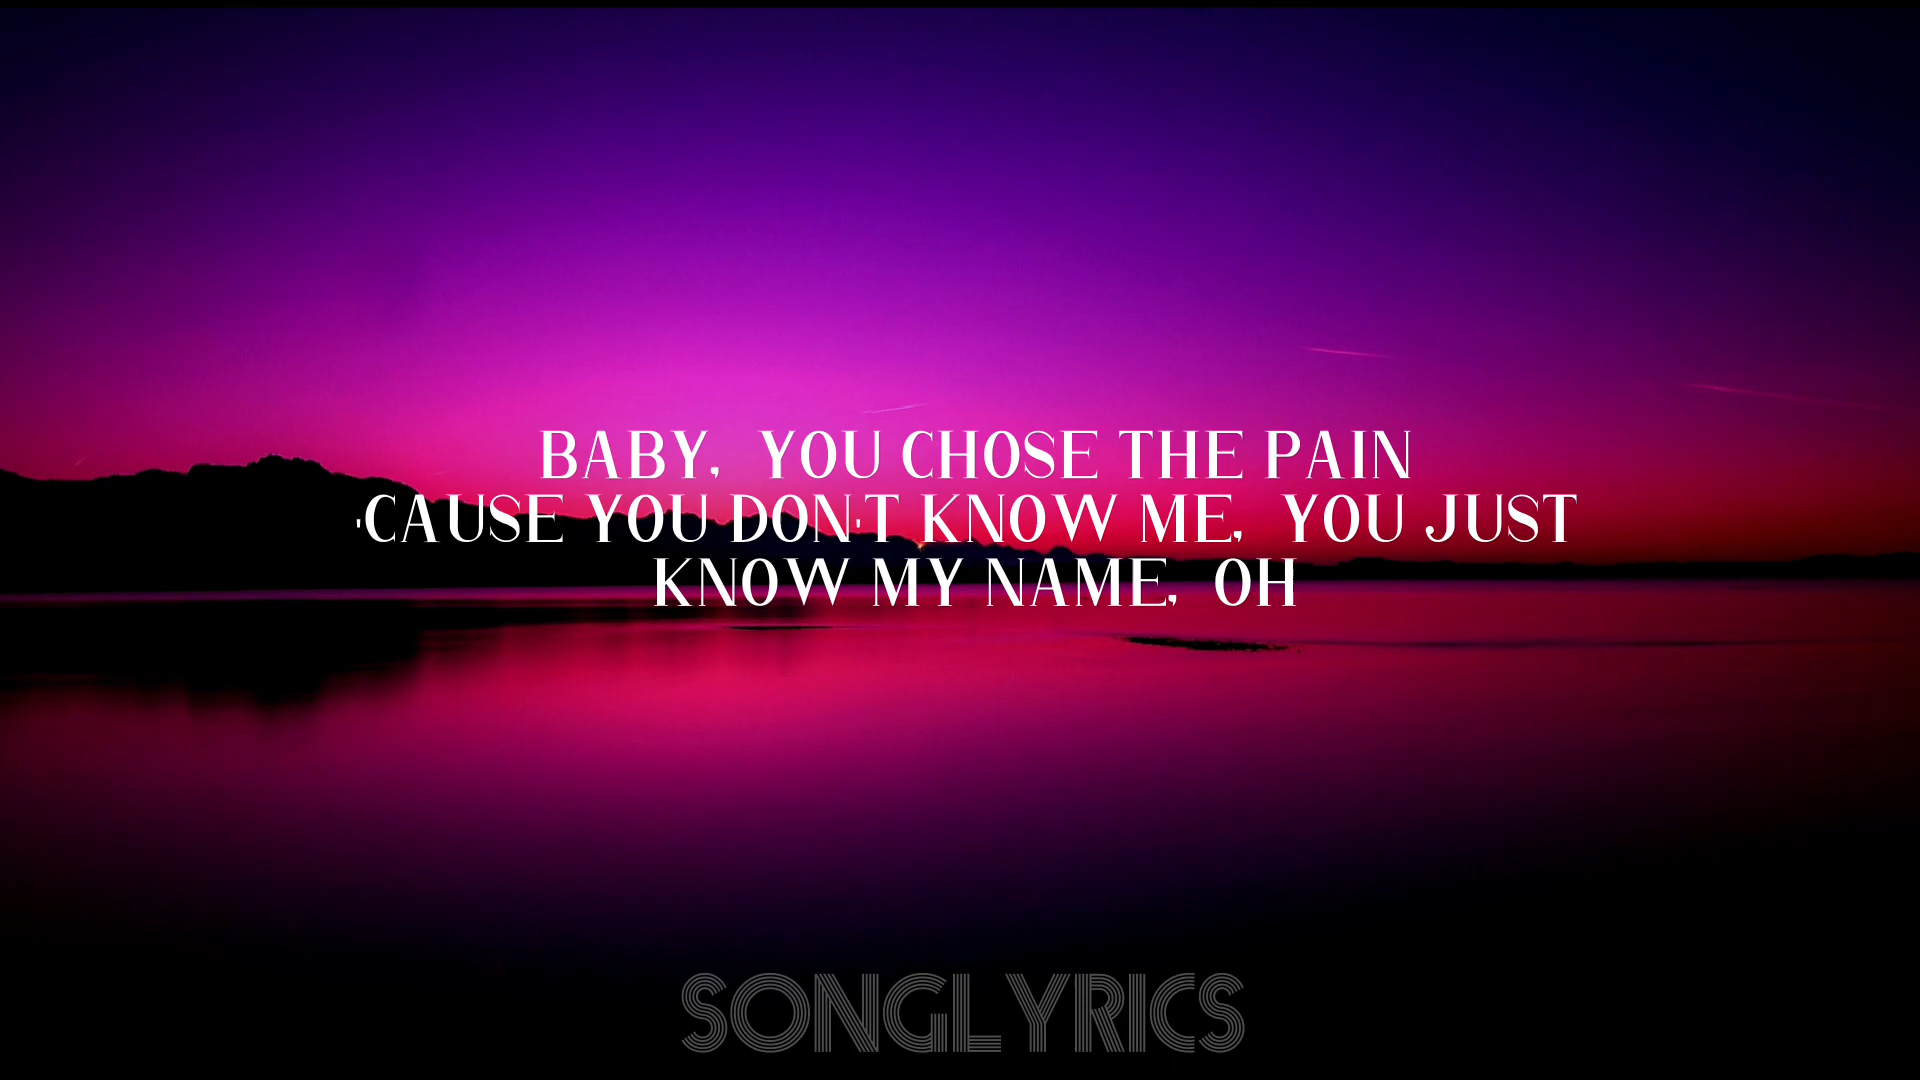 BABY, YOU CHOSE THE PAIN
'CAUSE YOU DON'T KNOW ME, YOU JUST
KNOW MY NAME, OH
SONGLYRICS